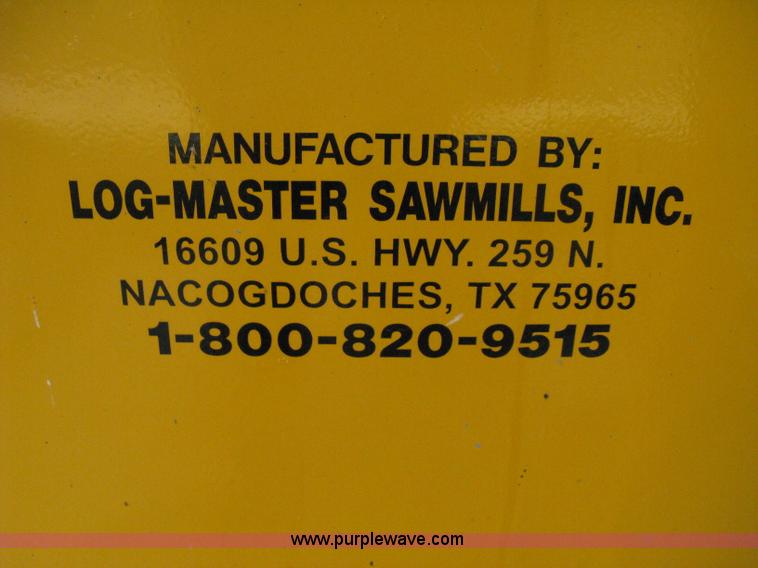 MANUFACTURED BY:
LOG-MASTER SAWMILLS, INC.
16609 U.S. HWY. 259 N.
NACOGDOCHES, TX 75965
1-800-820-9515
www.purplewave.com